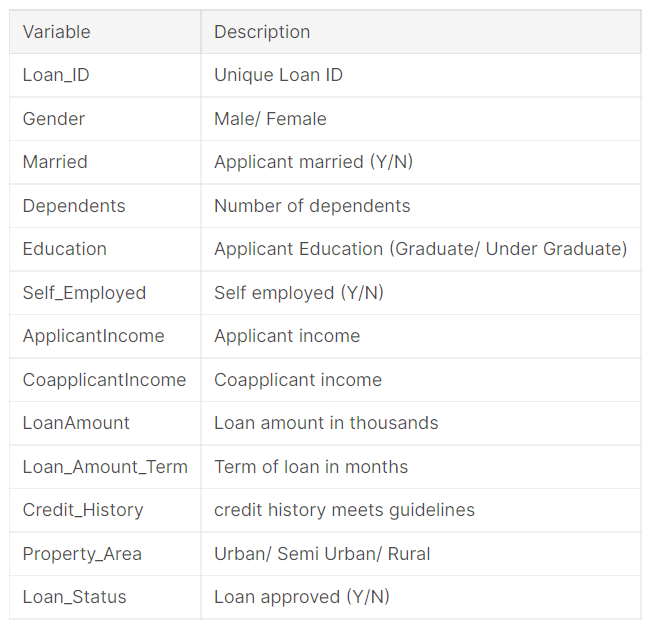 Variable Description
Loan_ID Unique Loan ID
Gender Male/ Female
Married Applicant married (Y/N)
Dependents Number of dependents
Education Applicant Education (Graduate/ Under Graduate)
Self_Employed Self employed (Y/N)
ApplicantIncome Applicant income
CoapplicantIncome Coapplicant income
LoanAmount Loan amount in thousands
Loan_Amount_Term Term of loan in months
Credit_History credit history meets guidelines
Property_Area Urban/ Semi Urban/ Rural
Loan_Status Loan approved (Y/N)